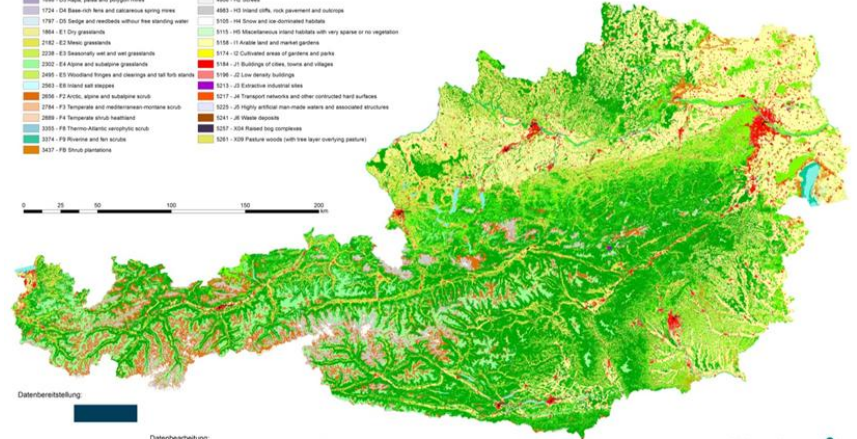 1724 - D4 Base-rich fens and calcareous spring mires
1797 - D5 Sedge and reedbeds without free standing water
1864 - E1 Dry grasslands
2182 - E2 Mesic grasslands
2238 - E3 Seasonally wet and wet grasslands
2302 - E4 Alpine and subalpine grasslands
2495 - E5 Woodland fringes and clearings and tall forb stands
2563 - E6 Inland salt steppes
2656 - F2 Arctic, alpine and subalpine scrub
2784 - F3 Temperate and mediterranean-montane scrub
2889 - F4 Temperate shrub heathland
3355 - F8 Thermo-Atlantic xerophytic scrub
3374 - F9 Riverine and fen scrubs
3437 - FB Shrub plantations
4983 - H3 Inland cliffs, rock pavement and outcrops
5105 - H4 Snow and ice-dominated habitats
5115 - H5 Miscellaneous inland habitats with very sparse or no vegetation
5158 - I1 Arable land and market gardens
5174 - I2 Cultivated areas of gardens and parks
5184 - J1 Buildings of cities, towns and villages
5196 - J2 Low density buildings
5213 - J3 Extractive industrial sites
5217 - J4 Transport networks and other contructed hard surfaces
5225 - J5 Highly artificial man-made waters and associated structures
5241 - J6 Waste deposits
5257 - X04 Raised bog complexes
5261 - X09 Pasture woods (with tree layer overlying pasture)
0 25 50 100 150 200
km
Datenbereitstellung:
Datenbearbeitung: